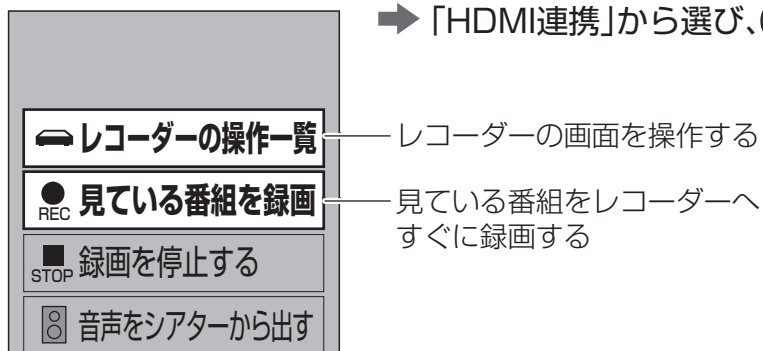 ➡「HDMI連携」から選び、
レコーダーの操作一覧
レコーダーの画面を操作する
REC 見ている番組を録画
見ている番組をレコーダーへ
すぐに録画する
STOP 録画を停止する
音声をシアターから出す